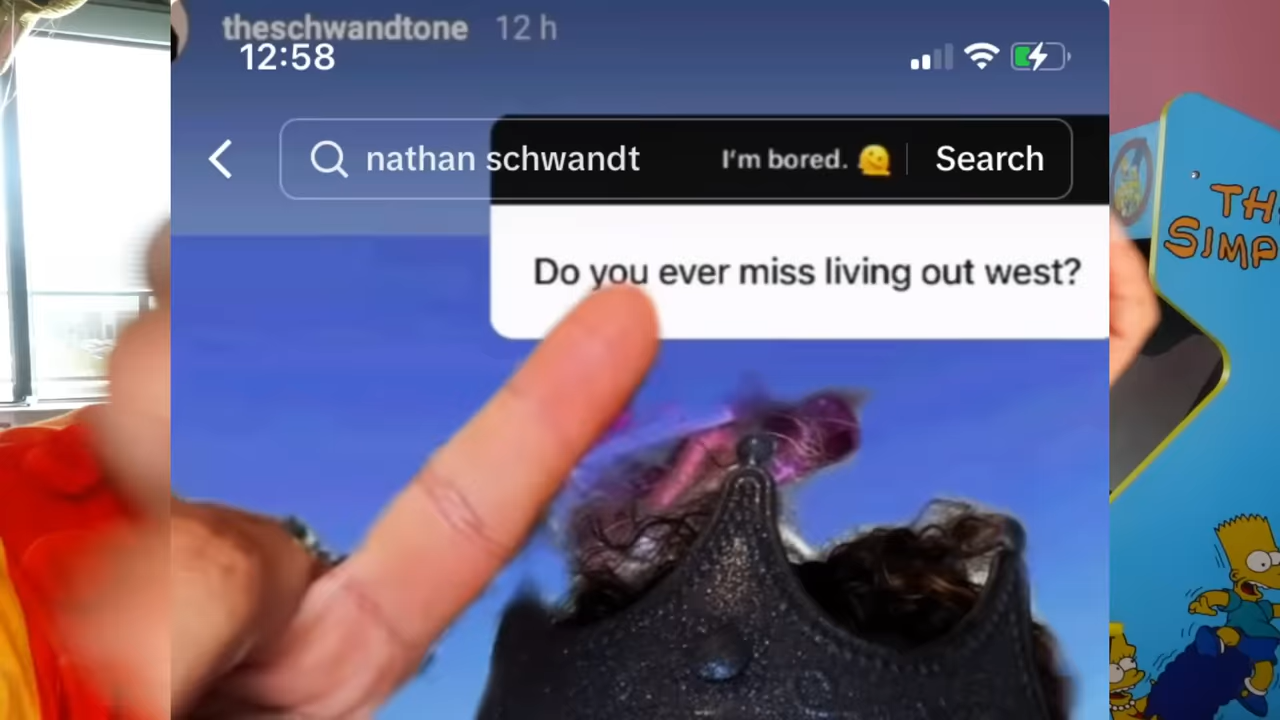 theschwandtone 12 h
12:58
nathan schwandt I'm bored. 🫠 Search
Do you ever miss living out west?
TH
SIMP